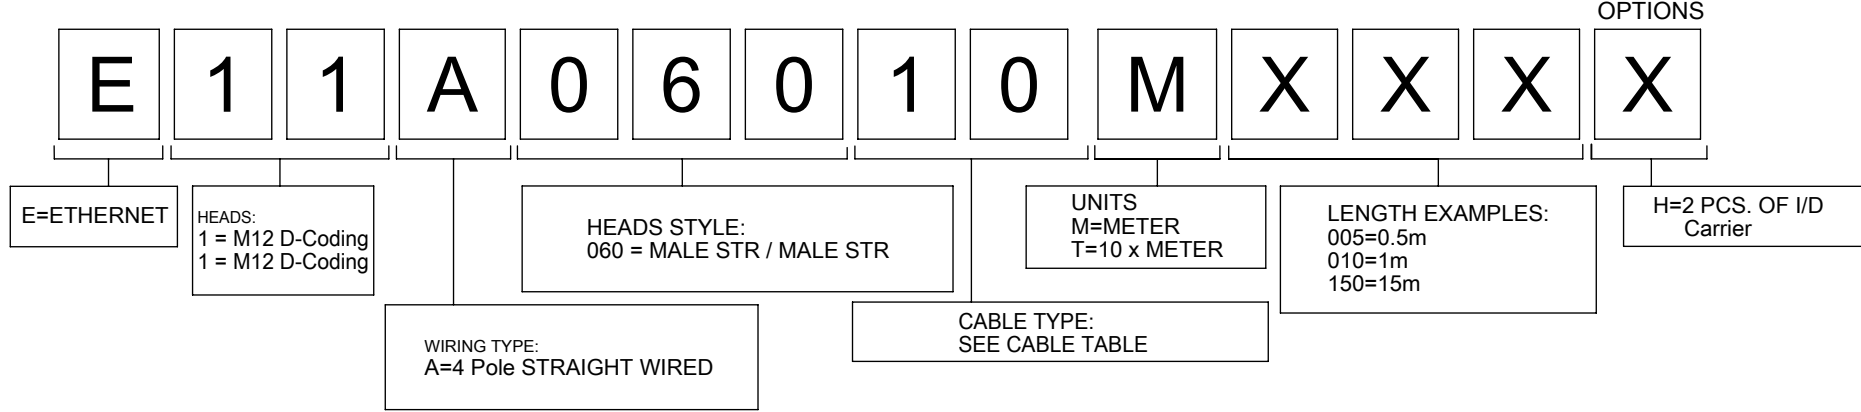 OPTIONS
E 1 1 A 0 6 0 1 0 M X X X X
E=ETHERNET
HEADS:
1 = M12 D-Coding
1 = M12 D-Coding
HEADS STYLE:
060 = MALE STR / MALE STR
UNITS
M=METER
T=10 x METER
LENGTH EXAMPLES:
005=0.5m
010=1m
150=15m
H=2 PCS. OF I/D
Carrier
WIRING TYPE:
A=4 Pole STRAIGHT WIRED
CABLE TYPE:
SEE CABLE TABLE